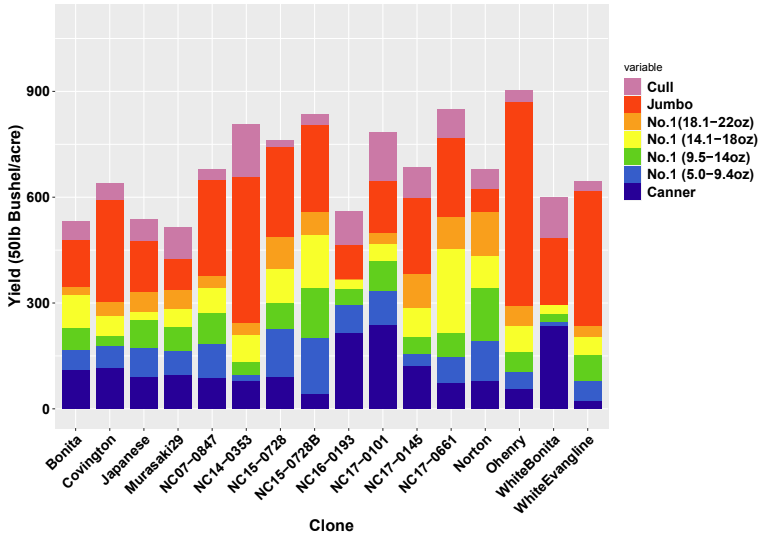 Yield (50lb Bushel/acre)
900
600
300
0
Bonita
Covington
Japanese
Murasaki29
NC07−0847
NC14−0353
NC15−0728
NC15−0728B
NC16−0193
NC17−0101
NC17−0145
NC17−0661
Norton
Ohenry
WhiteBonita
WhiteEvangline
Clone
variable
Cull
Jumbo
No.1(18.1−22oz)
No.1 (14.1−18oz)
No.1 (9.5−14oz)
No.1 (5.0−9.4oz)
Canner